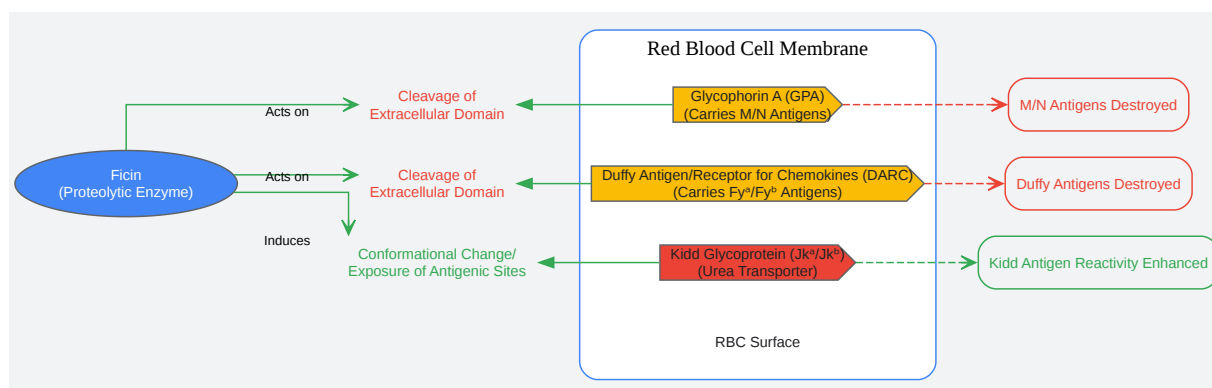 Red Blood Cell Membrane
Acts on
Cleavage of
Extracellular Domain
Glycophorin A (GPA)
(Carries M/N Antigens)
M/N Antigens Destroyed
Ficin
(Proteolytic Enzyme)
Acts on
Cleavage of
Extracellular Domain
Duffy Antigen/Receptor for Chemokines (DARC)
(Carries Fyᵃ/Fyᵇ Antigens)
Duffy Antigens Destroyed
Induces
Conformational Change/
Exposure of Antigenic Sites
Kidd Glycoprotein (Jkᵃ/Jkᵇ)
(Urea Transporter)
Kidd Antigen Reactivity Enhanced
RBC Surface